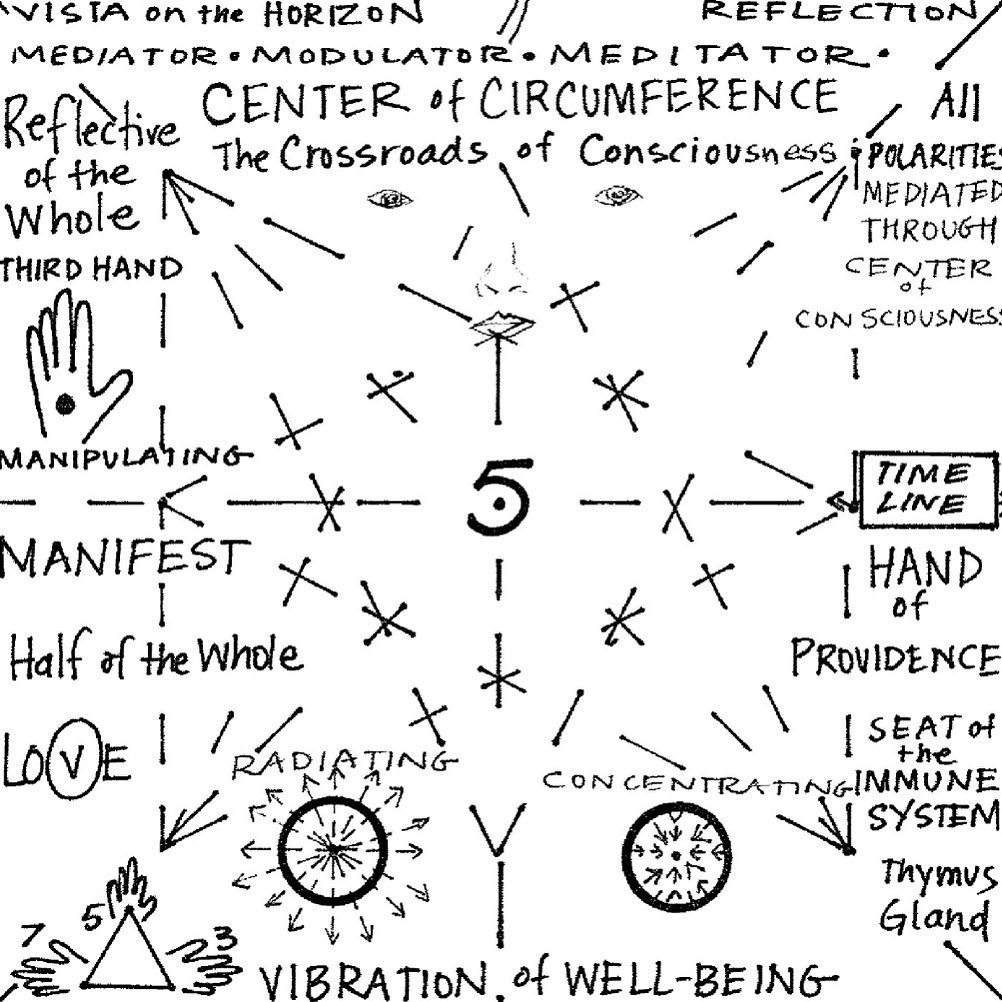 VISTA on the HORIZON
REFLECTION
MEDIATOR • MODULATOR • MEDITATOR •
CENTER of CIRCUMFERENCE
The Crossroads of Consciousness
Reflective
of the
Whole
THIRD HAND
MANIPULATING
MANIFEST
Half of the Whole
LOVE
All
POLARITIES
MEDIATED
THROUGH
CENTER
of
CONSCIOUSNESS
5
TIME
LINE
HAND
of
PROVIDENCE
SEAT of
the
IMMUNE
SYSTEM
Thymus
Gland
RADIATING
CONCENTRATING
5
7
3
VIBRATION of WELL-BEING